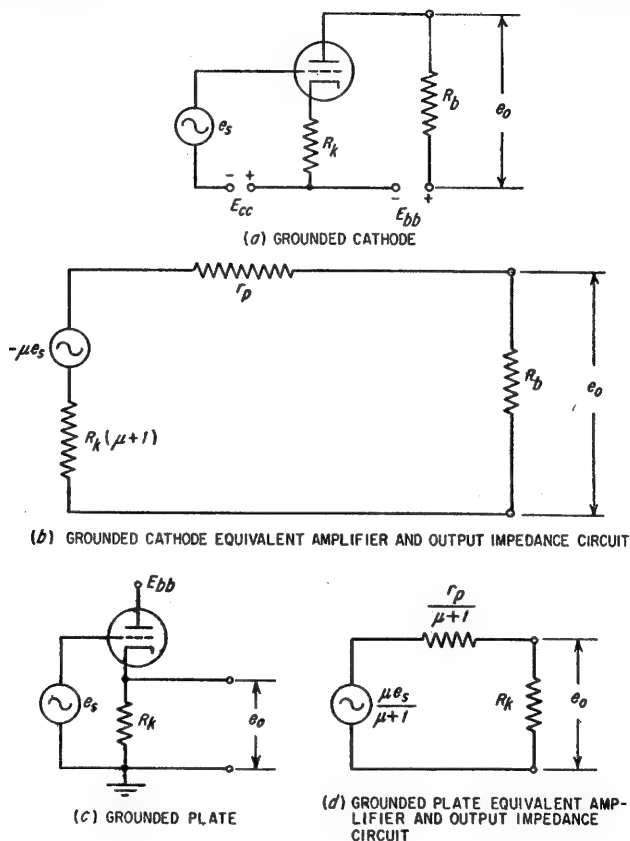 e_s
R_k
R_b
e_o
- +
E_cc
- +
E_bb
(a) GROUNDED CATHODE
r_p
-μe_s
R_k(μ+1)
R_b
e_o
(b) GROUNDED CATHODE EQUIVALENT AMPLIFIER AND OUTPUT IMPEDANCE CIRCUIT
E_bb
e_s
R_k
e_o
(c) GROUNDED PLATE
r_p
μ+1
μe_s
μ+1
R_k
e_o
(d) GROUNDED PLATE EQUIVALENT AMP-
LIFIER AND OUTPUT IMPEDANCE
CIRCUIT